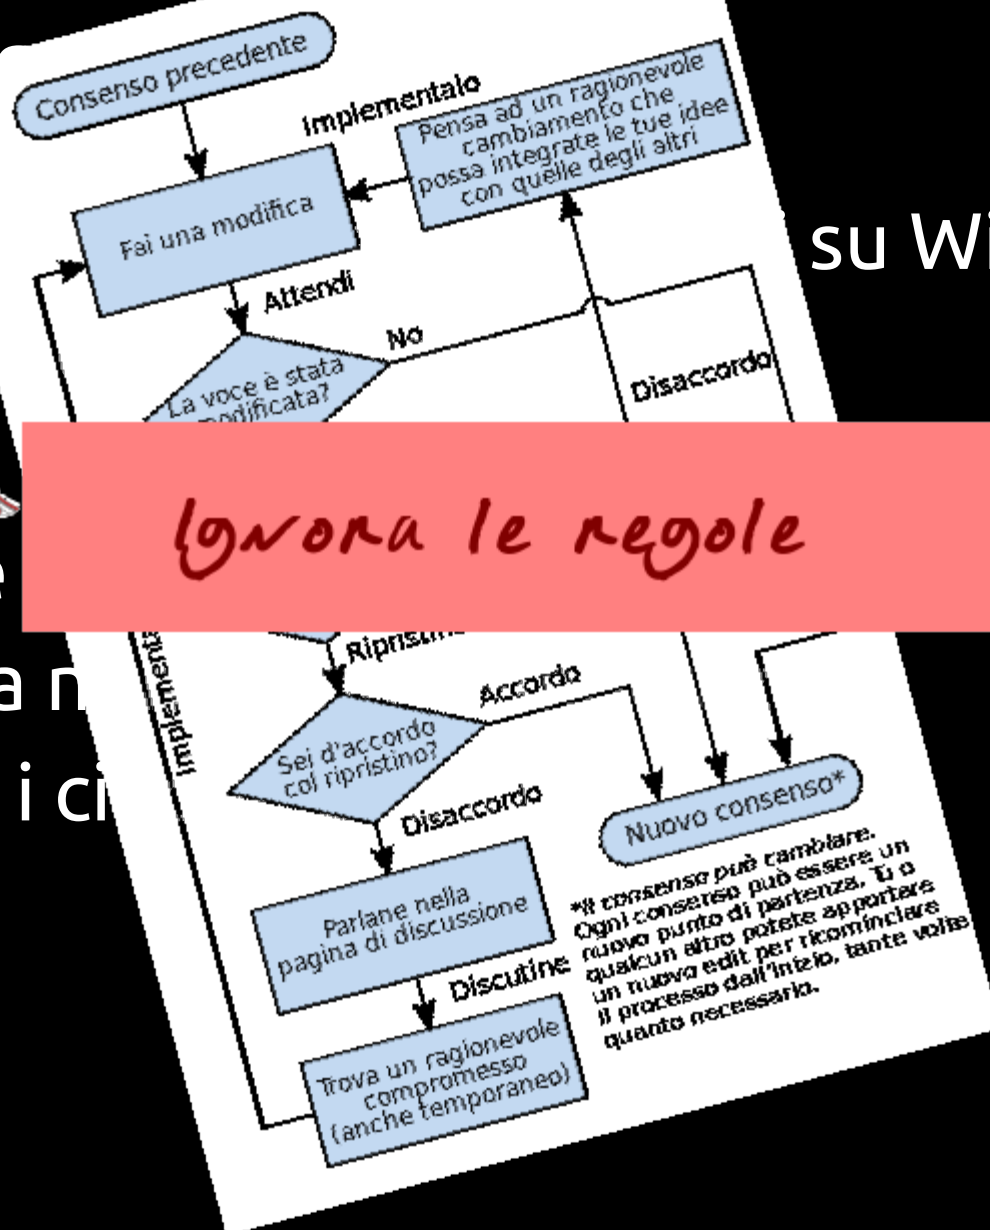 Consenso precedente
Implementalo
Pensa ad un ragionevole
cambiamento che
possa integrate le tue idee
con quelle degli altri
Fai una modifica
su Wi
Attendi
No
La voce è stata
modificata?
Disaccordo
Ignora le regole
e
Ripristin
Implementa
a n
Accordo
Sei d'accordo
col ripristino?
i ci
Disaccordo
Nuovo consenso*
*Il consenso può cambiare.
Ogni consenso può essere un
nuovo punto di partenza. Tu o
qualcun altro potete apportare
un nuovo edit per ricominciare
il processo dall'inizio, tante volte
quanto necessario.
Parlane nella
pagina di discussione
Discutine
Trova un ragionevole
compromesso
(anche temporaneo)